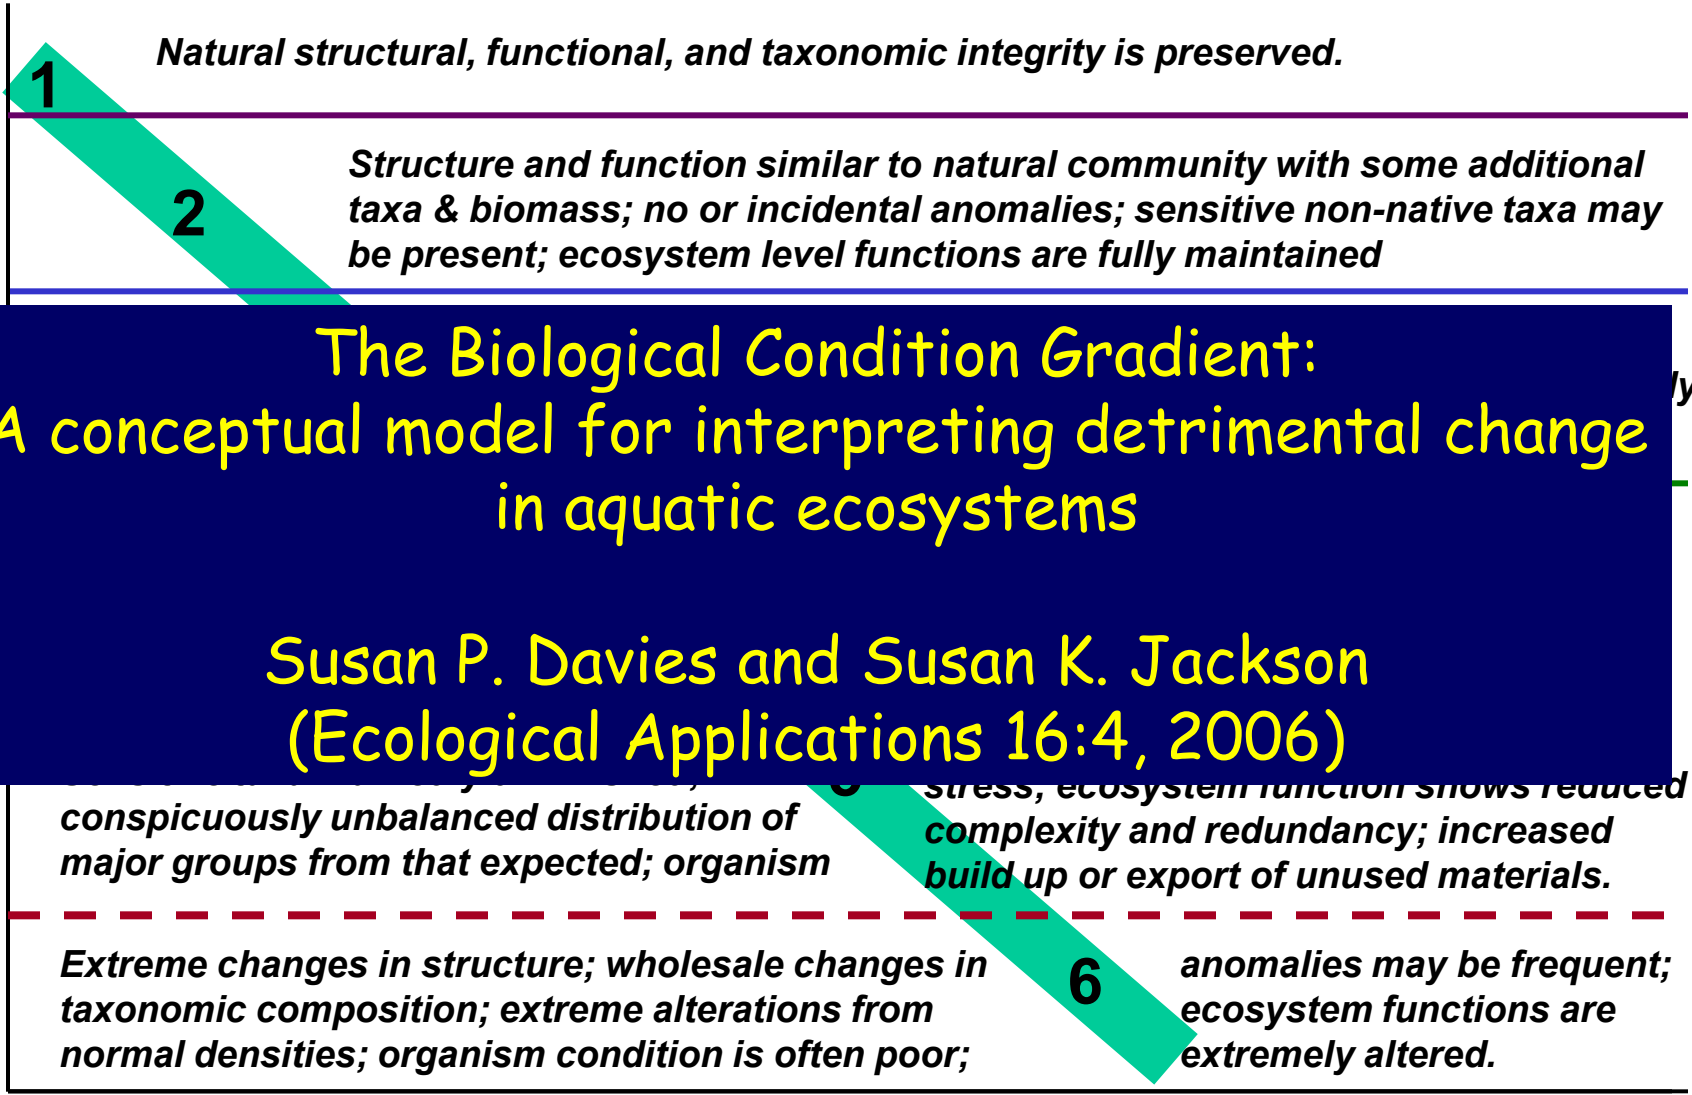 1
Natural structural, functional, and taxonomic integrity is preserved.
2
Structure and function similar to natural community with some additional
taxa & biomass; no or incidental anomalies; sensitive non-native taxa may
be present; ecosystem level functions are fully maintained
The Biological Condition Gradient:
A conceptual model for interpreting detrimental change
in aquatic ecosystems
Susan P. Davies and Susan K. Jackson
(Ecological Applications 16:4, 2006)
conspicuously unbalanced distribution of
major groups from that expected; organism
stress; ecosystem function shows reduced
complexity and redundancy; increased
build up or export of unused materials.
Extreme changes in structure; wholesale changes in
taxonomic composition; extreme alterations from
normal densities; organism condition is often poor;
6
anomalies may be frequent;
ecosystem functions are
extremely altered.